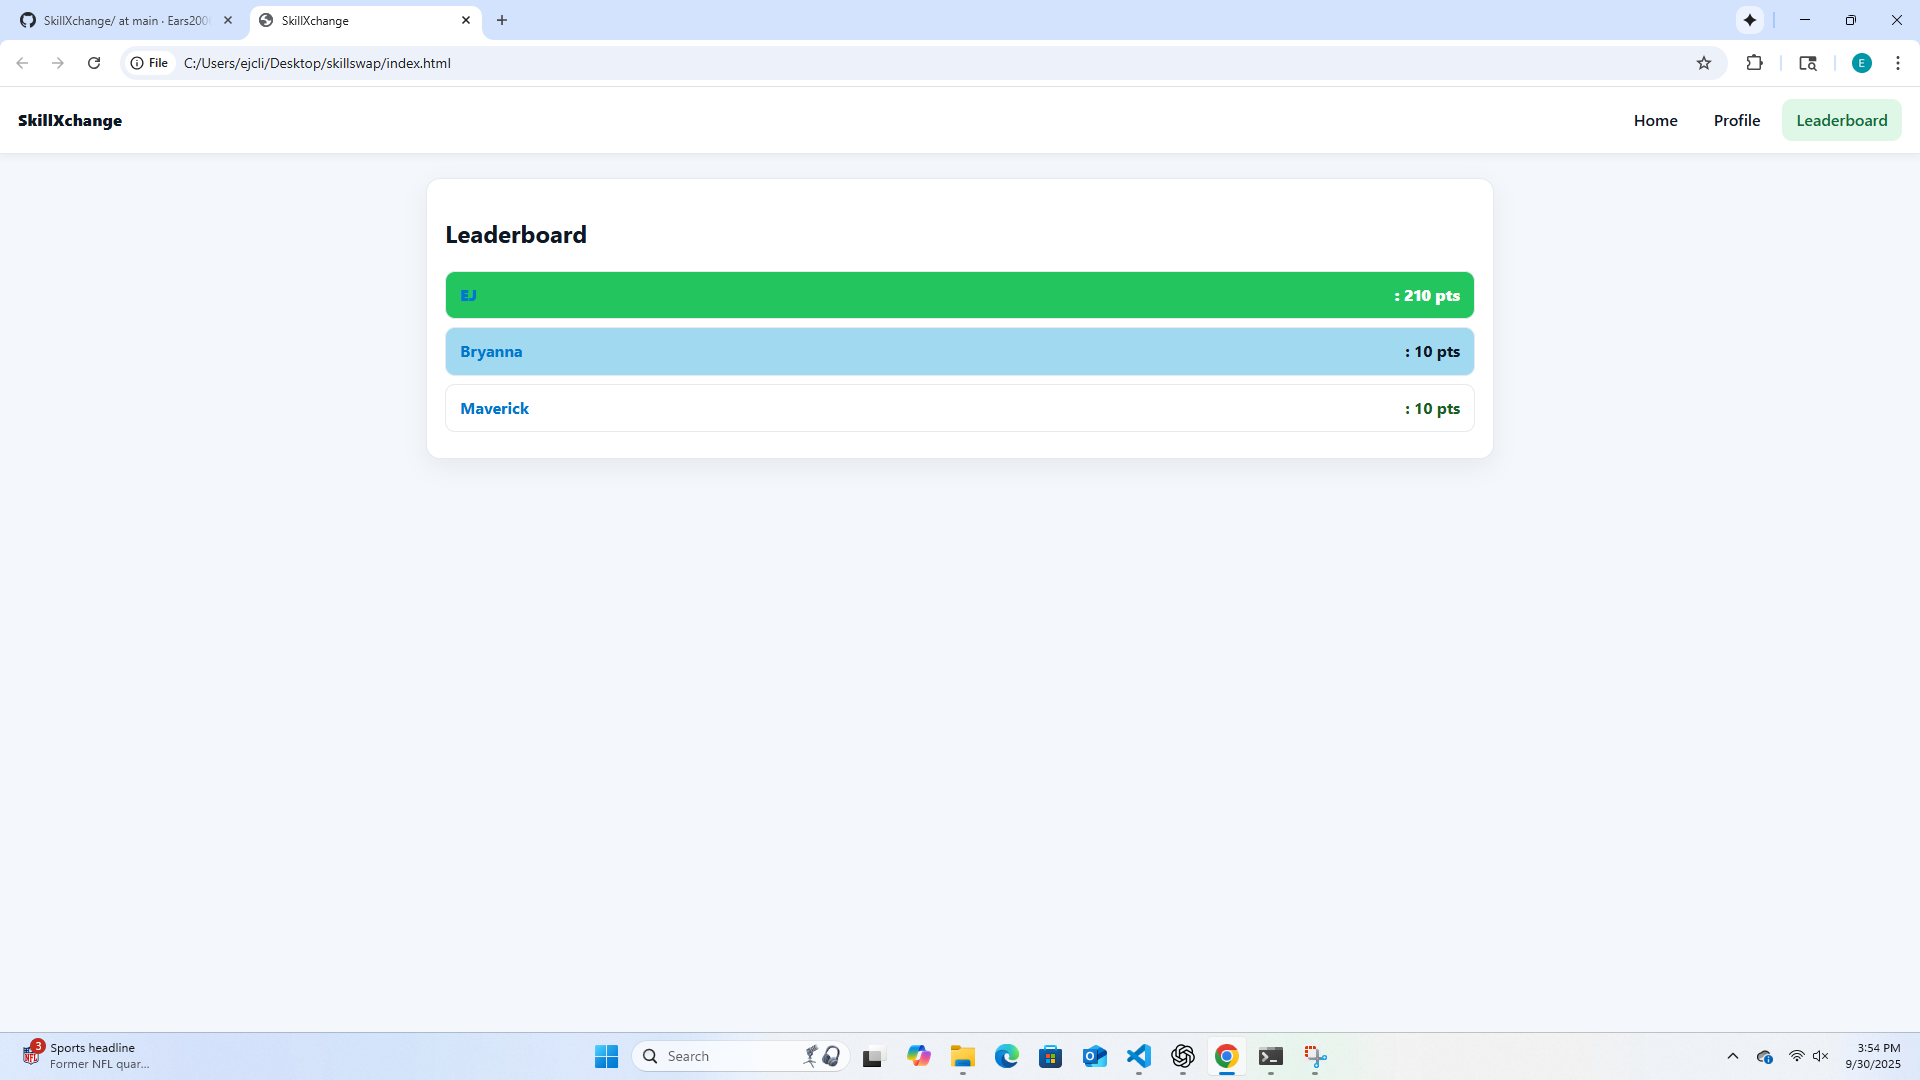 SkillXchange/ at main · Ears200
SkillXchange
File
C:/Users/ejcli/Desktop/skillswap/index.html
E
SkillXchange
Home
Profile
Leaderboard
Leaderboard
EJ : 210 pts
Bryanna : 10 pts
Maverick : 10 pts
3
Sports headline
Former NFL quar...
Search
3:54 PM
9/30/2025